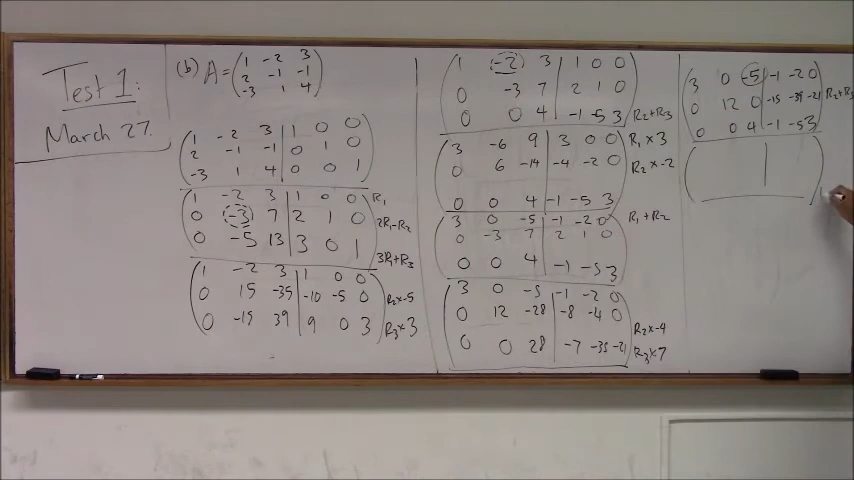 Test 1:
March 27.
(b) A = ( 1 -2 3
2 -1 -1
-3 1 4 )
( 1 -2 3 | 1 0 0
2 -1 -1 | 0 1 0
-3 1 4 | 0 0 1 )
( 1 -2 3 | 1 0 0 ) R1
0 -3 7 | 2 1 0 2R1-R2
0 -5 13 | 3 0 1 3R1+R3
( 1 -2 3 | 1 0 0
0 15 -35 | -10 -5 0 R2×-5
0 -15 39 | 9 0 3 ) R3×3
( 1 -2 3 | 1 0 0
0 -3 7 | 2 1 0
0 0 4 | -1 -5 3 ) R2+R3
( 3 -6 9 | 3 0 0 ) R1×3
0 6 -14 | -4 -2 0 R2×-2
0 0 4 | -1 -5 3
( 3 0 -5 | -1 -2 0 ) R1+R2
0 -3 7 | 2 1 0
0 0 4 | -1 -5 3
( 3 0 -5 | -1 -2 0
0 12 -28 | -8 -4 0 R2×-4
0 0 28 | -7 -35 -21 ) R3×7
( 3 0 -5 | -1 -2 0
0 12 0 | -15 -39 -21 R2+R3
0 0 4 | -1 -5 3 )